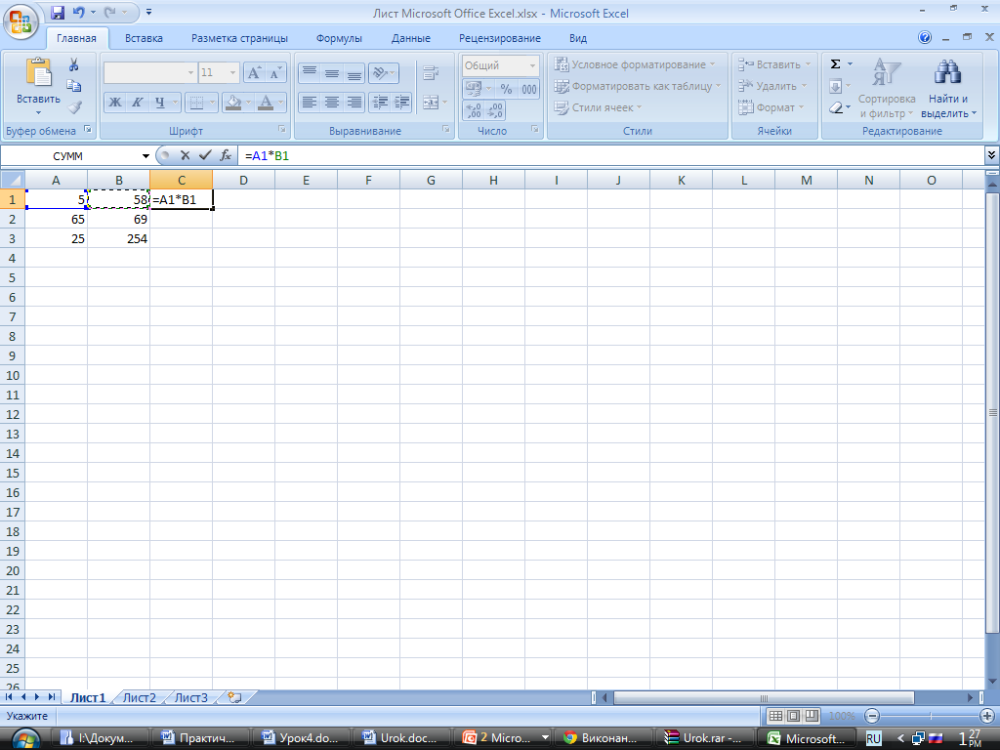 Лист Microsoft Office Excel.xlsx - Microsoft Excel
Главная Вставка Разметка страницы Формулы Данные Рецензирование Вид
Вставить
Буфер обмена
11
Ж К Ч
Шрифт
Выравнивание
Общий
% 000
,00 ,00
Число
Условное форматирование
Форматировать как таблицу
Стили ячеек
Стили
Вставить
Удалить
Формат
Ячейки
Σ
Сортировка и фильтр
Найти и выделить
Редактирование
СУММ fx =A1*B1
A B C D E F G H I J K L M N O
1 5 58 =A1*B1
2 65 69
3 25 254
4
5
6
7
8
9
10
11
12
13
14
15
16
17
18
19
20
21
22
23
24
25
26
Лист1 Лист2 Лист3
Укажите 100%
I:\Докум... Практич... Урок4.do... Urok.doc... 2 Micro... Виконан... Urok.rar -... Microsoft... RU 1:27 PM